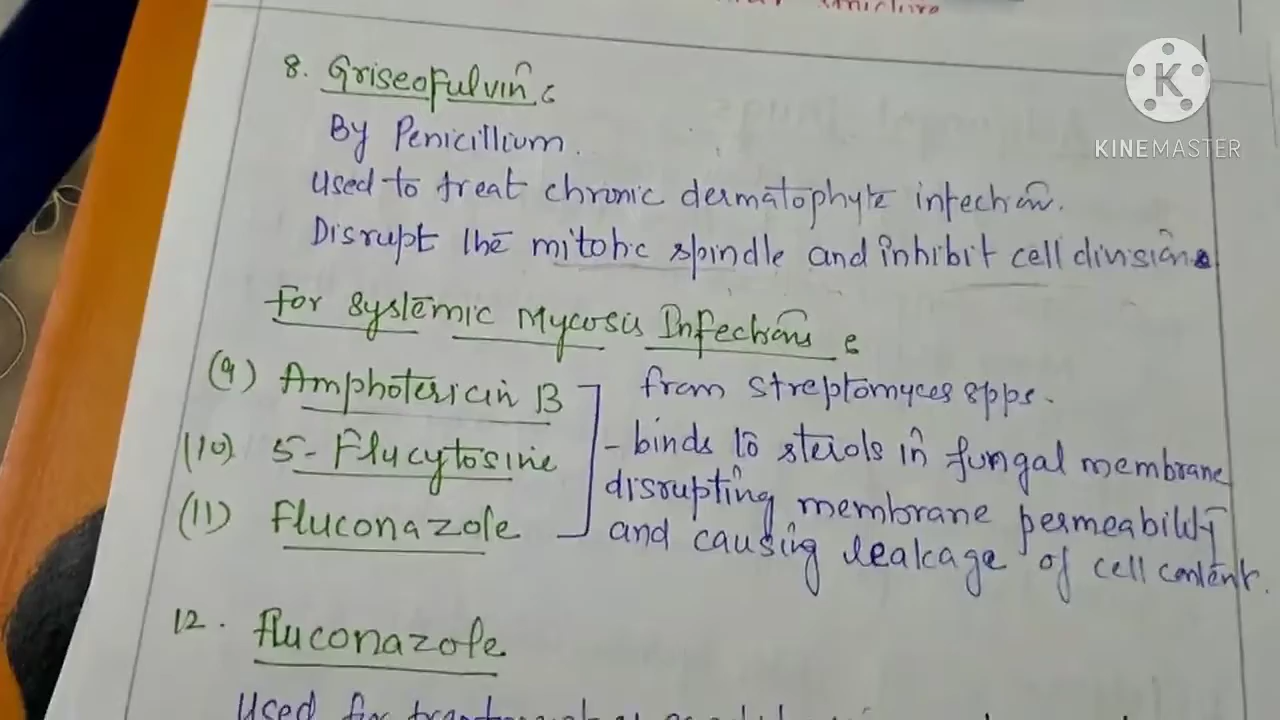 8. Griseofulvin :
By Penicillium.
Used to treat chronic dermatophyte infection.
Disrupt the mitotic spindle and inhibit cell division.
For Systemic Mycosis Infections :
(9) Amphotericin B
(10) 5-Flucytosine
(11) Fluconazole
from Streptomyces spps.
- binds to sterols in fungal membrane
disrupting membrane permeability
and causing leakage of cell content.
12. Fluconazole
Used for
K
KINEMASTER